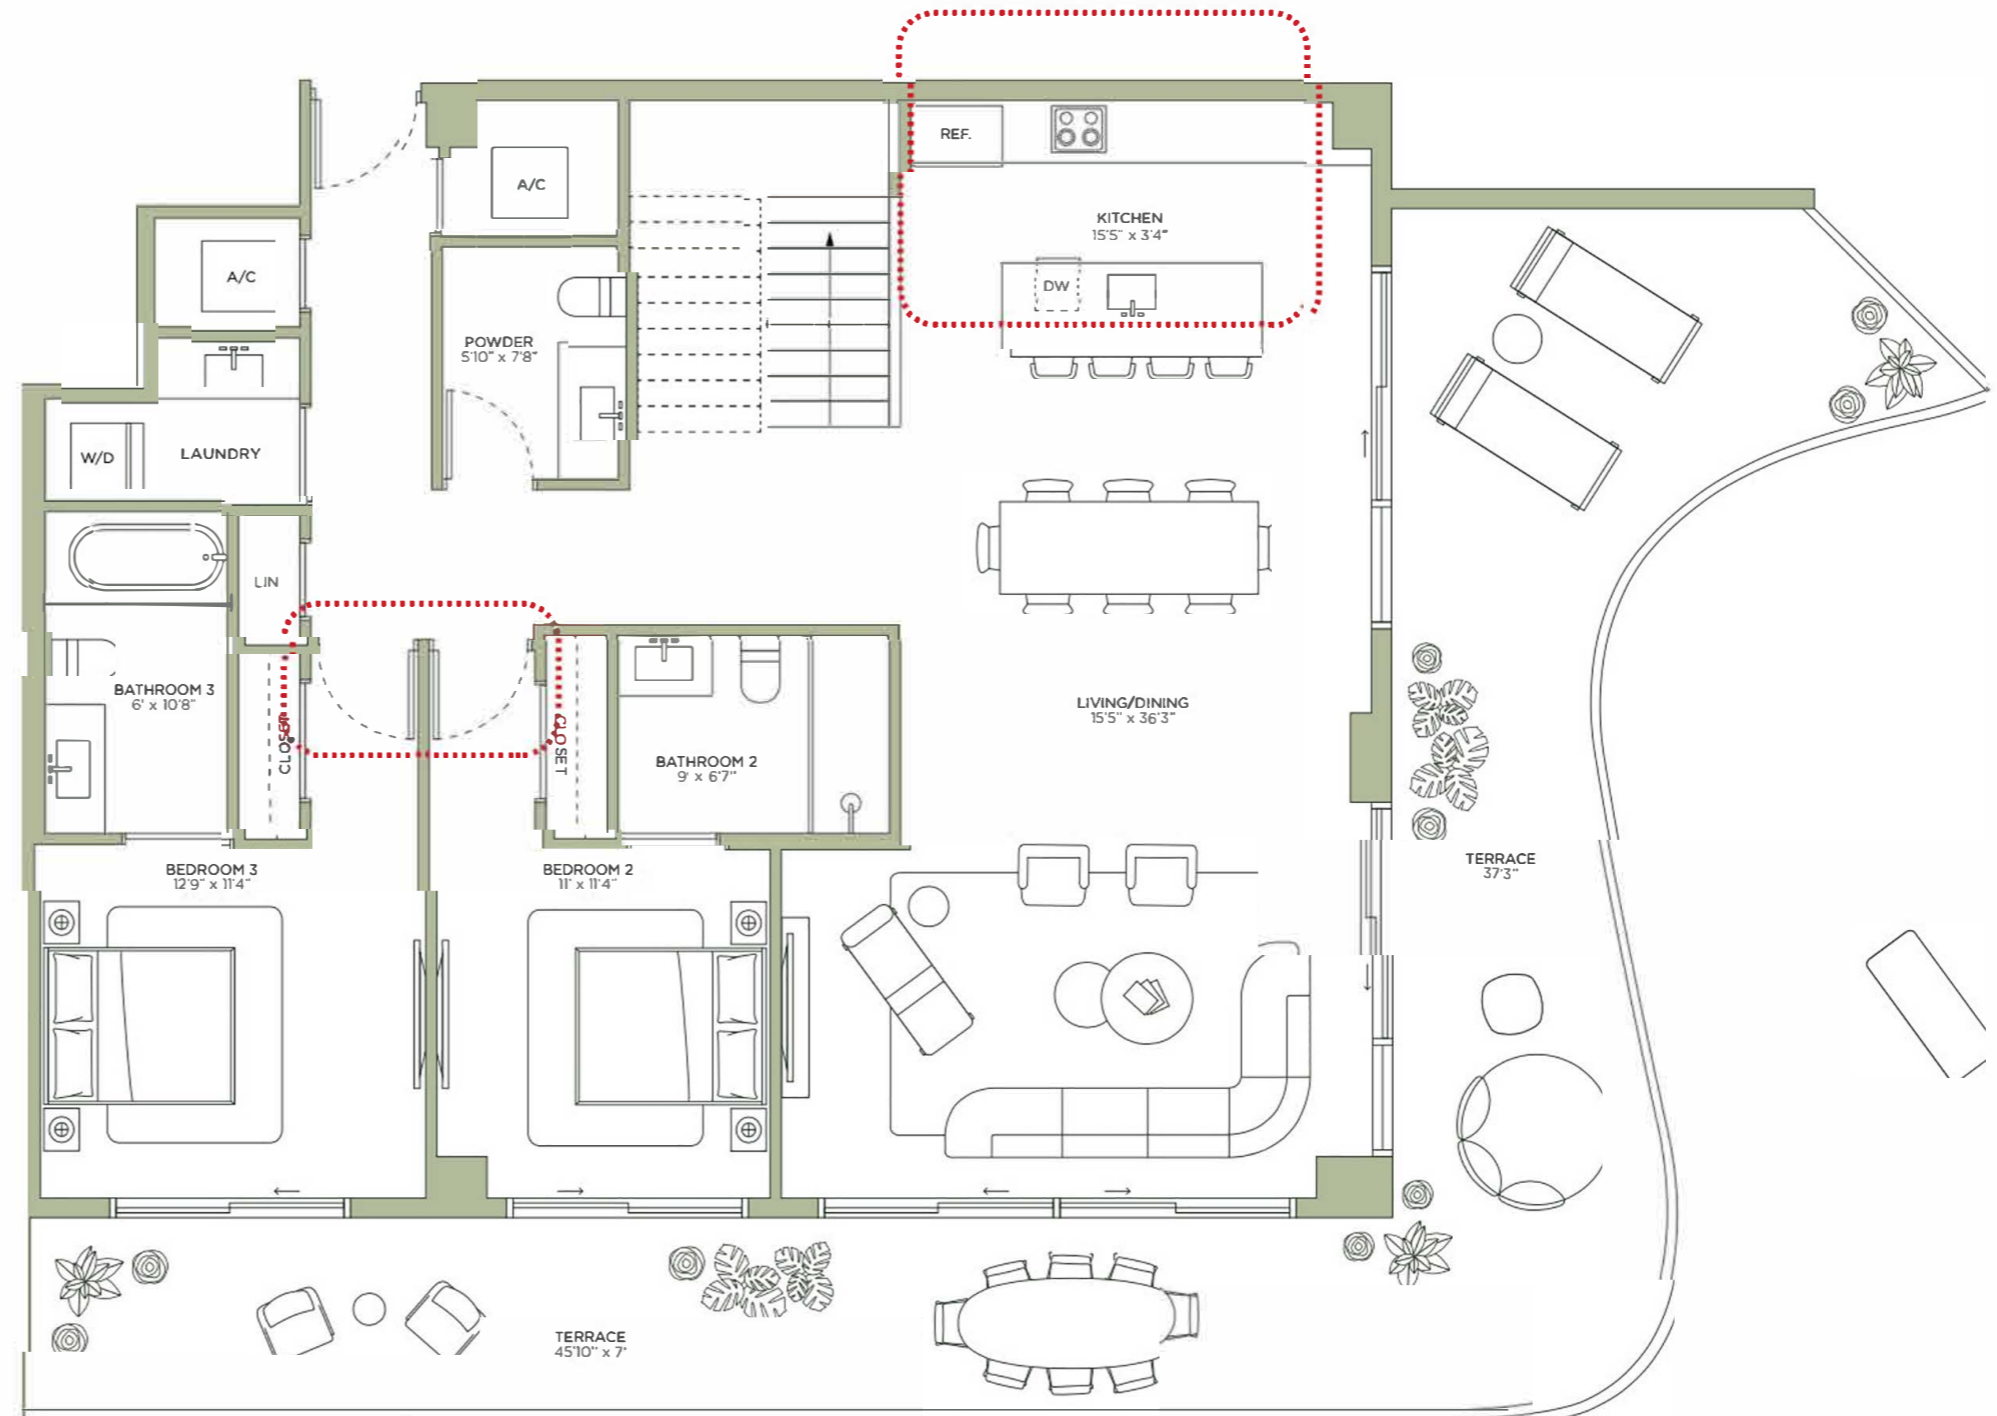 REF.
A/C
KITCHEN
15'5" x 3'4"
A/C
DW
POWDER
5'10" x 7'8"
W/D
LAUNDRY
LIN
BATHROOM 3
6' x 10'8"
CLOSET
CLOSET
LIVING/DINING
15'5" x 36'3"
BATHROOM 2
9' x 6'7"
BEDROOM 3
12'9" x 11'4"
BEDROOM 2
11' x 11'4"
TERRACE
37'3"
TERRACE
45'10" x 7'